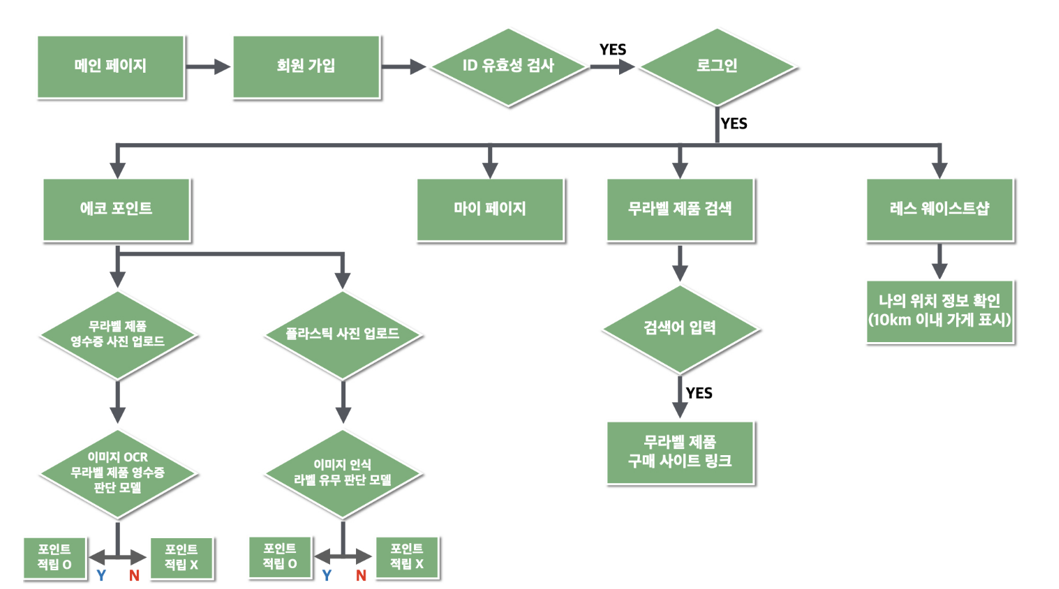 메인 페이지
회원 가입
ID 유효성 검사
YES
로그인
YES
에코 포인트
마이 페이지
무라벨 제품 검색
레스 웨이스트샵
무라벨 제품
영수증 사진 업로드
플라스틱 사진 업로드
검색어 입력
나의 위치 정보 확인
(10km 이내 가게 표시)
YES
이미지 OCR
무라벨 제품 영수증
판단 모델
이미지 인식
라벨 유무 판단 모델
무라벨 제품
구매 사이트 링크
포인트
적립 O
Y
N
포인트
적립 X
포인트
적립 O
Y
N
포인트
적립 X